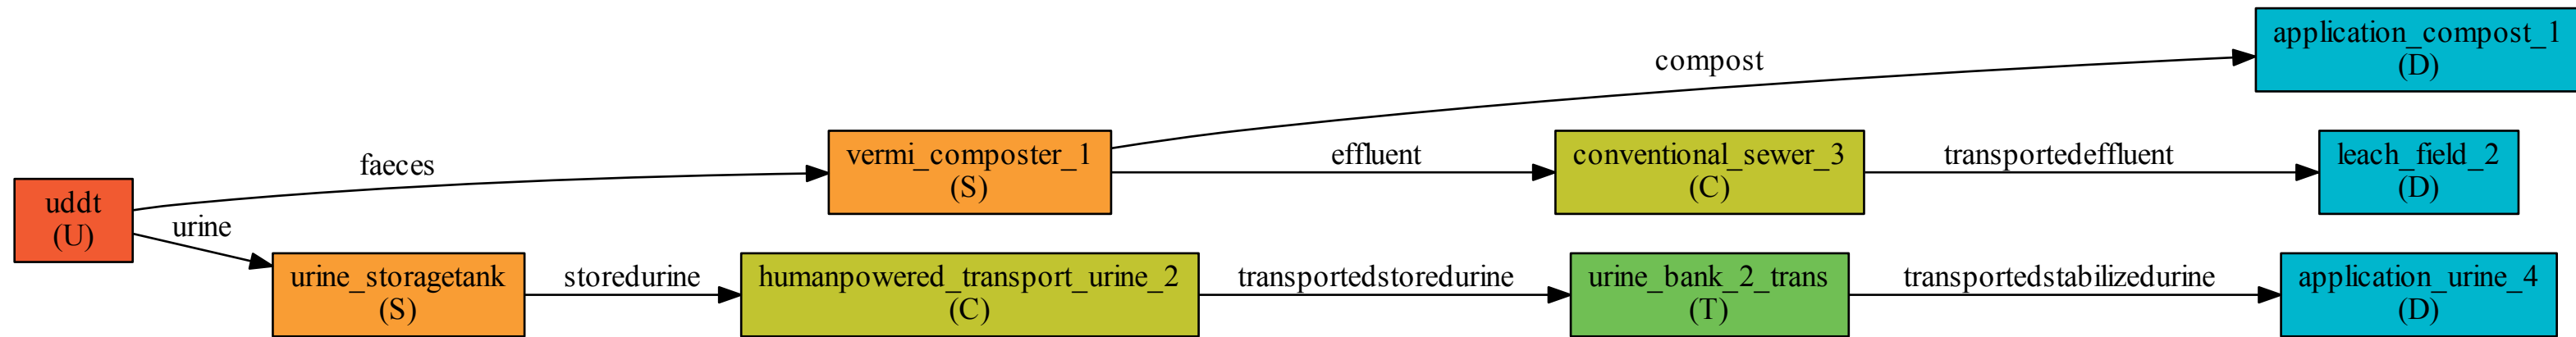 application_compost_1
(D)
compost
vermi_composter_1
(S)
effluent
conventional_sewer_3
(C)
transportedeffluent
leach_field_2
(D)
faeces
uddt
(U)
urine
urine_storagetank
(S)
storedurine
humanpowered_transport_urine_2
(C)
transportedstoredurine
urine_bank_2_trans
(T)
transportedstabilizedurine
application_urine_4
(D)